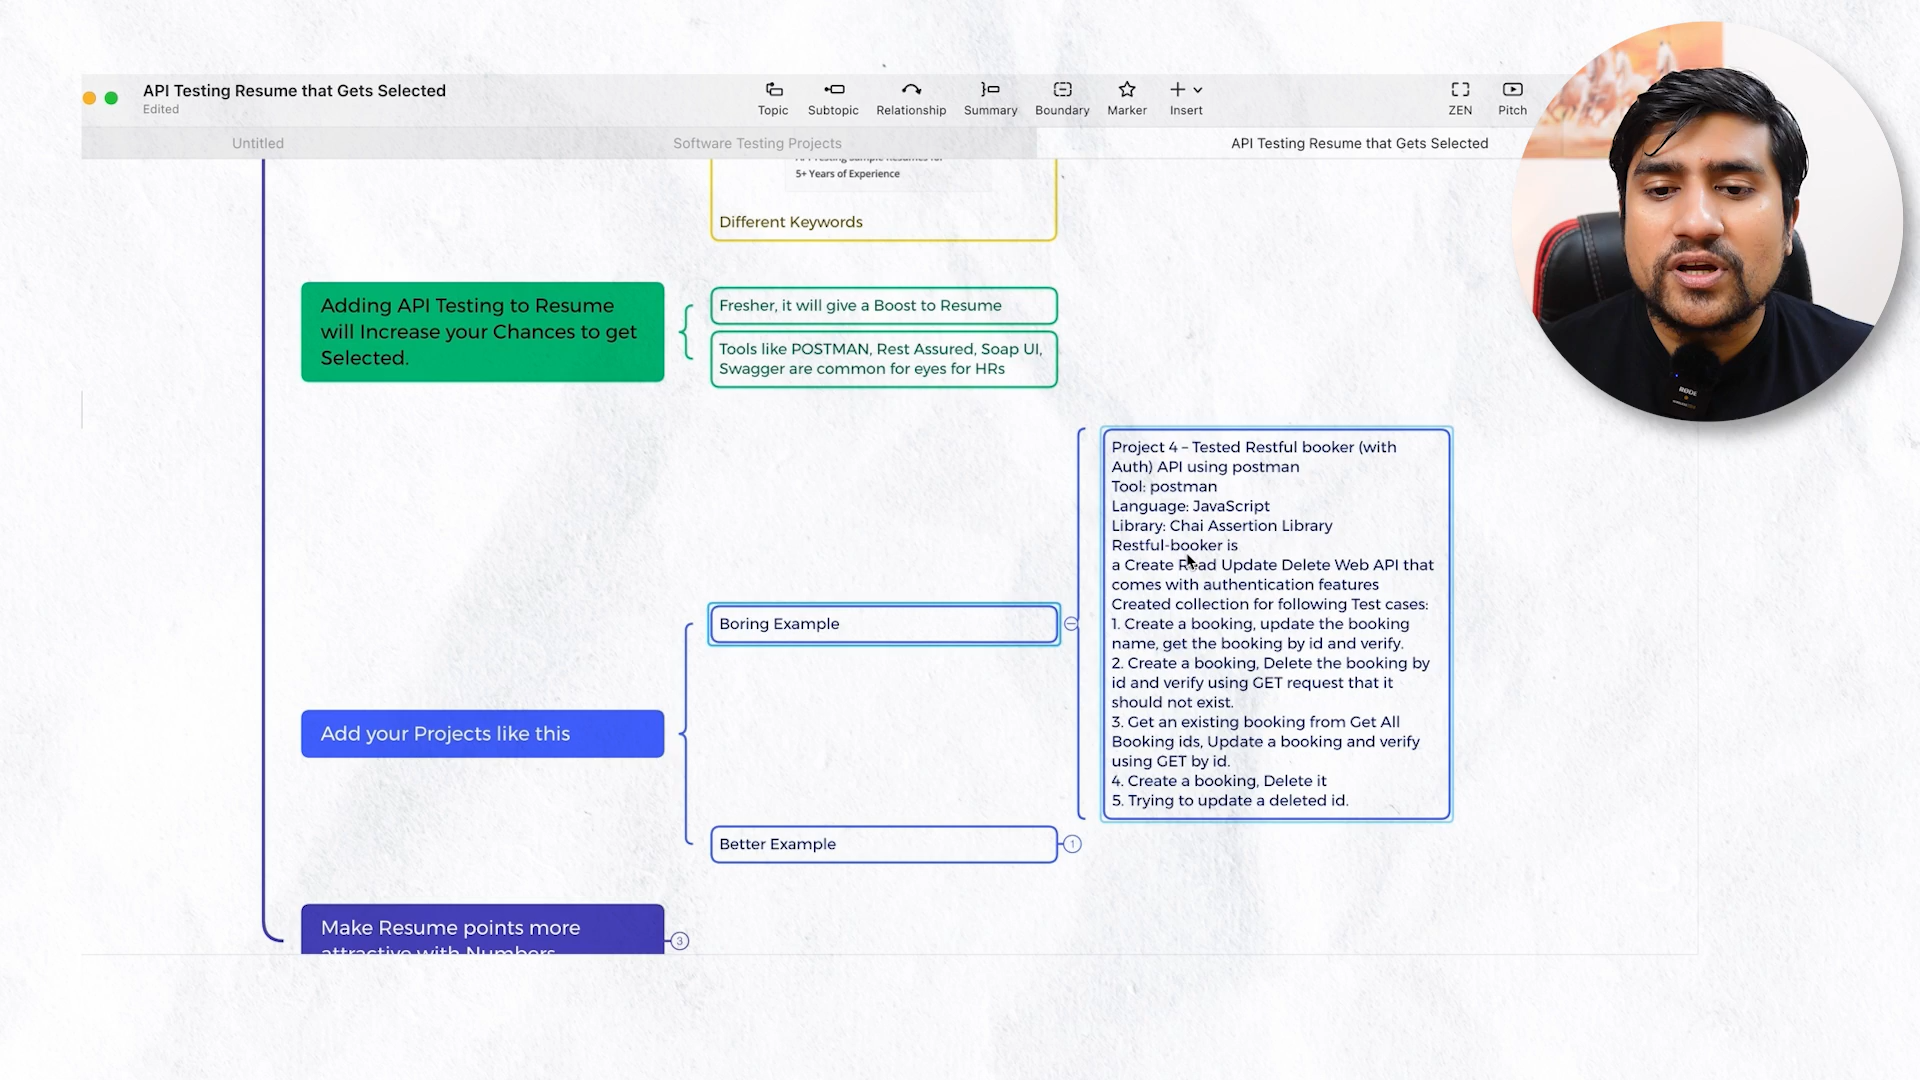 API Testing Resume that Gets Selected
Edited
Topic
Subtopic
Relationship
Summary
Boundary
Marker
Insert
ZEN
Pitch
Untitled
Software Testing Projects
API Testing Resume that Gets Selected
API Testing Sample Resumes for
5+ Years of Experience
Different Keywords
Adding API Testing to Resume
will Increase your Chances to get
Selected.
Fresher, it will give a Boost to Resume
Tools like POSTMAN, Rest Assured, Soap UI,
Swagger are common for eyes for HRs
Add your Projects like this
Boring Example
Project 4 – Tested Restful booker (with
Auth) API using postman
Tool: postman
Language: JavaScript
Library: Chai Assertion Library
Restful-booker is
a Create Read Update Delete Web API that
comes with authentication features
Created collection for following Test cases:
1. Create a booking, update the booking
name, get the booking by id and verify.
2. Create a booking, Delete the booking by
id and verify using GET request that it
should not exist.
3. Get an existing booking from Get All
Booking ids, Update a booking and verify
using GET by id.
4. Create a booking, Delete it
5. Trying to update a deleted id.
Better Example
1
Make Resume points more
attractive with Numbers
3
RODE